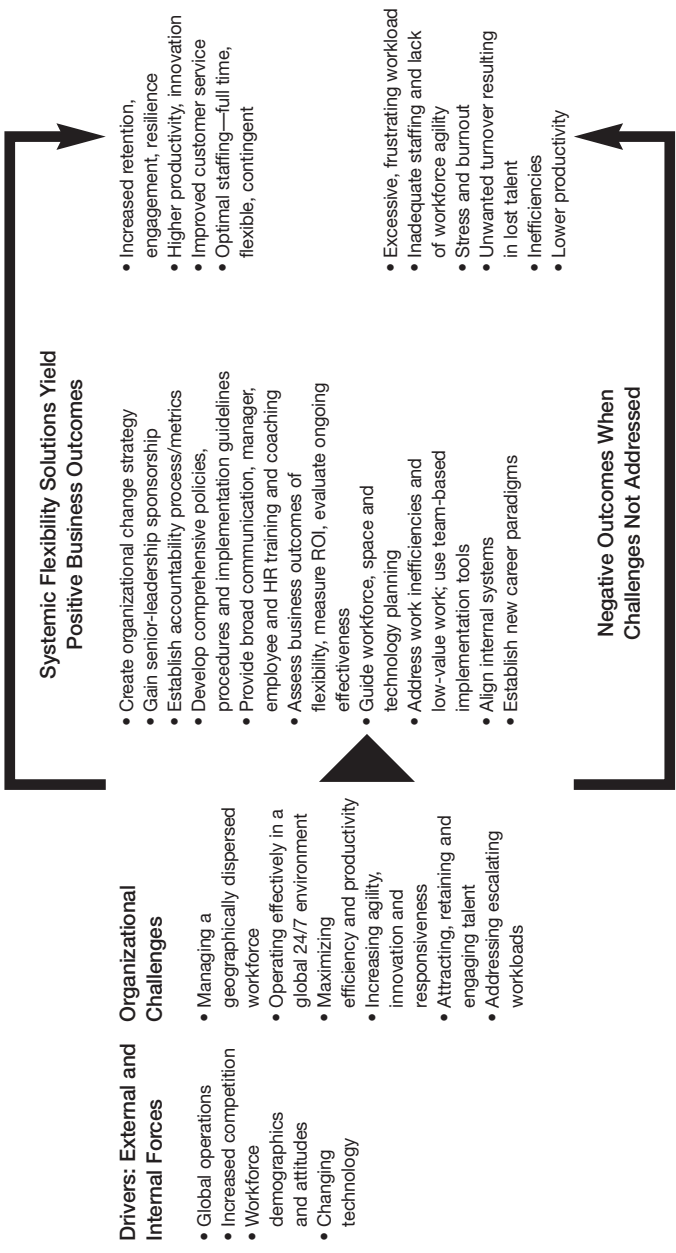 Drivers: External and
Internal Forces
• Global operations
• Increased competition
• Workforce
demographics
and attitudes
• Changing
technology
Organizational
Challenges
• Managing a
geographically dispersed
workforce
• Operating effectively in a
global 24/7 environment
• Maximizing
efficiency and productivity
• Increasing agility,
innovation and
responsiveness
• Attracting, retaining and
engaging talent
• Addressing escalating
workloads
Systemic Flexibility Solutions Yield
Positive Business Outcomes
• Create organizational change strategy
• Gain senior-leadership sponsorship
• Establish accountability process/metrics
• Develop comprehensive policies,
procedures and implementation guidelines
• Provide broad communication, manager,
employee and HR training and coaching
• Assess business outcomes of
flexibility, measure ROI, evaluate ongoing
effectiveness
• Guide workforce, space and
technology planning
• Address work inefficiencies and
low-value work; use team-based
implementation tools
• Align internal systems
• Establish new career paradigms
Negative Outcomes When
Challenges Not Addressed
• Increased retention,
engagement, resilience
• Higher productivity, innovation
• Improved customer service
• Optimal staffing—full time,
flexible, contingent
• Excessive, frustrating workload
• Inadequate staffing and lack
of workforce agility
• Stress and burnout
• Unwanted turnover resulting
in lost talent
• Inefficiencies
• Lower productivity